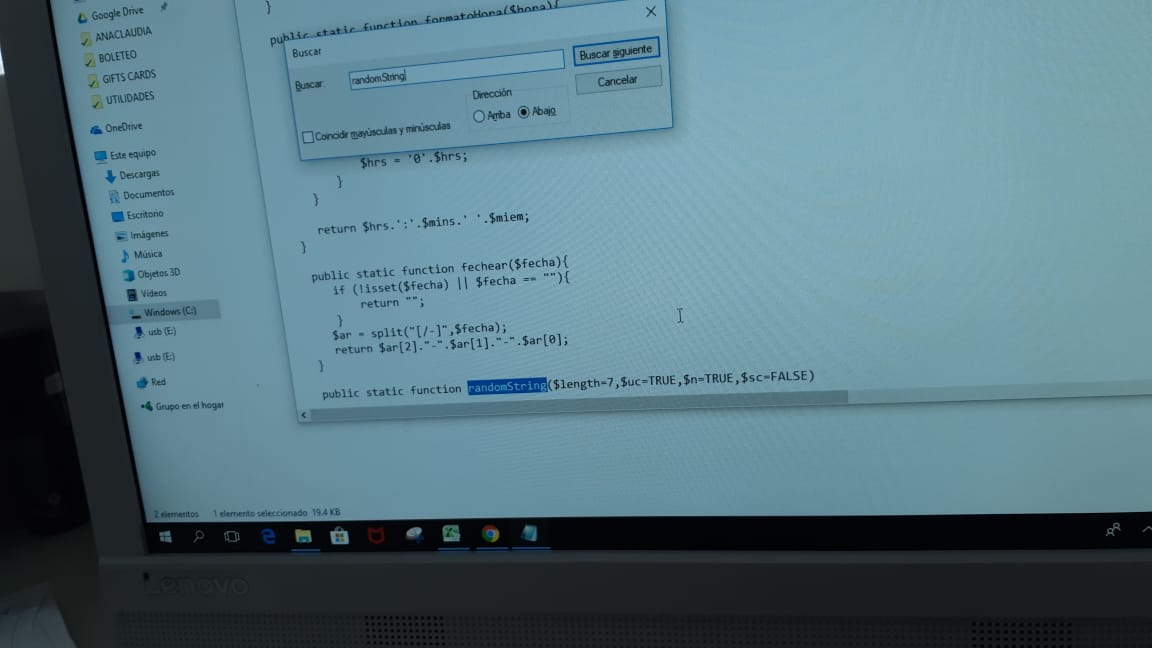 Google Drive
ANACLAUDIA
BOLETEO
GIFTS CARDS
UTILIDADES
OneDrive
Este equipo
Descargas
Documentos
Escritorio
Imágenes
Música
Objetos 3D
Vídeos
Windows (C:)
usb (E:)
usb (E:)
Red
Grupo en el hogar
2 elementos 1 elemento seleccionado 19.4 KB
}
public static function formatoHora($hora){
Buscar
Buscar: randomString
Buscar siguiente
Cancelar
Dirección
Arriba Abajo
Coincidir mayúsculas y minúsculas
$hrs = '0'.$hrs;
}
}
return $hrs.':'.$mins.' '.$miem;
}
public static function fechear($fecha){
if (!isset($fecha) || $fecha == ""){
return "";
}
$ar = split("[/-]",$fecha);
return $ar[2]."-".$ar[1]."-".$ar[0];
}
public static function randomString($length=7,$uc=TRUE,$n=TRUE,$sc=FALSE)
Lenovo